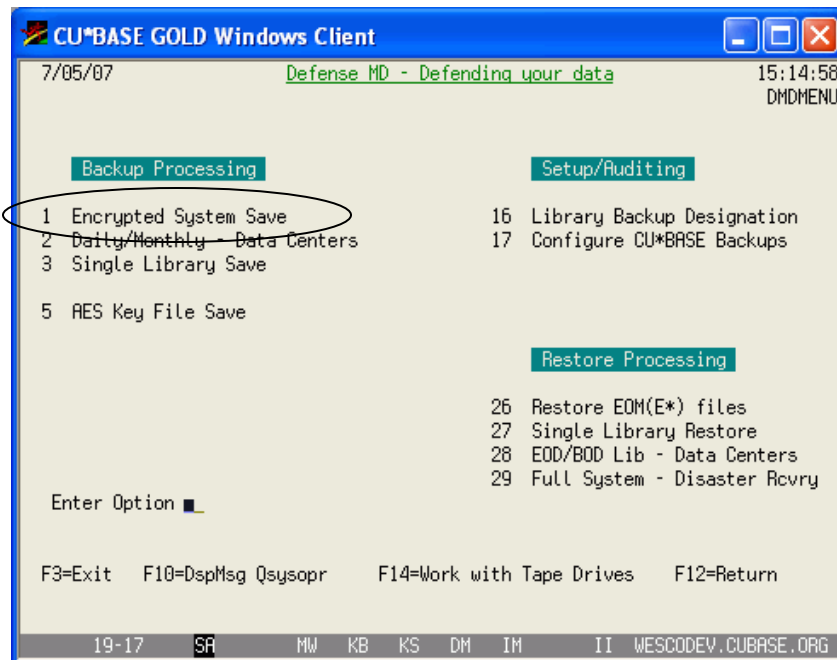 CU*BASE GOLD Windows Client
7/05/07 Defense MD - Defending your data 15:14:58
DMDMENU
Backup Processing Setup/Auditing
1 Encrypted System Save 16 Library Backup Designation
2 Daily/Monthly - Data Centers 17 Configure CU*BASE Backups
3 Single Library Save
5 AES Key File Save
Restore Processing
26 Restore EOM(E*) files
27 Single Library Restore
28 EOD/BOD Lib - Data Centers
29 Full System - Disaster Rcvry
Enter Option
F3=Exit F10=DspMsg Qsysopr F14=Work with Tape Drives F12=Return
19-17 SA MW KB KS DM IM II WESCODEV.CUBASE.ORG